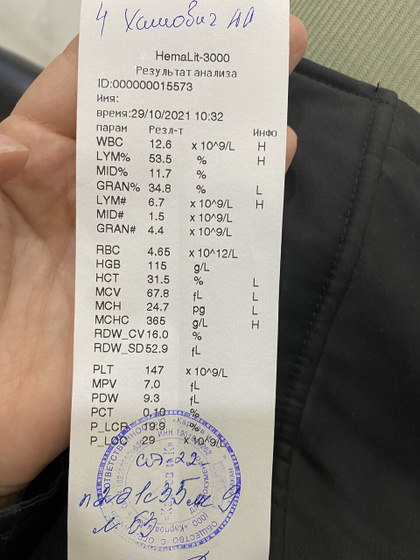 HemaLit-3000
Результат анализа
ID:000000015573
Имя:
время:29/10/2021 10:32
парам Резл-т Инфо
WBC 12.6 x 10^9/L H
LYM% 53.5 % H
MID% 11.7 %
GRAN% 34.8 % L
LYM# 6.7 x 10^9/L H
MID# 1.5 x 10^9/L
GRAN# 4.4 x 10^9/L
RBC 4.65 x 10^12/L
HGB 115 g/L
HCT 31.5 % L
MCV 67.8 fL L
MCH 24.7 pg L
MCHC 365 g/L H
RDW_CV 16.0 %
RDW_SD 52.9 fL
PLT 147 x 10^9/L
MPV 7.0 fL
PDW 9.3 fL
PCT 0.10 %
P_LCR 19.9 %
P_LCC 29 x 10^9/L